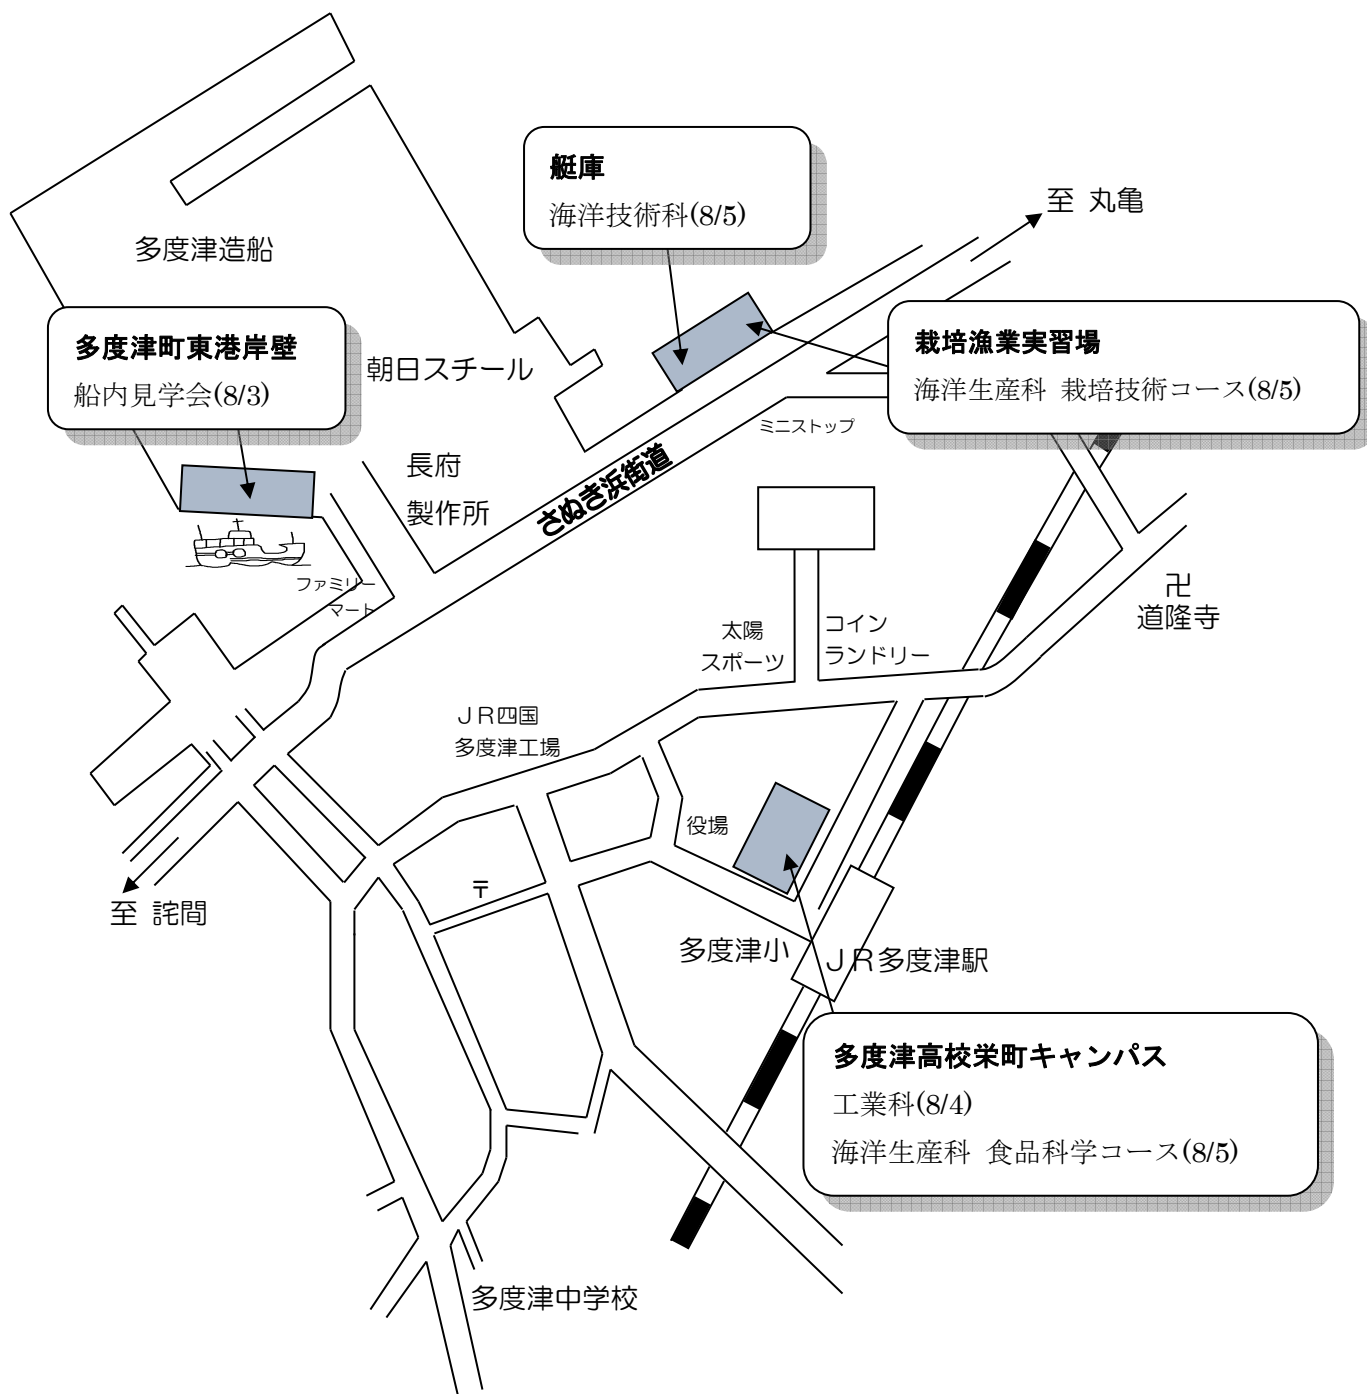 艇庫
海洋技術科(8/5)
至 丸亀
多度津造船
多度津町東港岸壁
船内見学会(8/3)
朝日スチール
栽培漁業実習場
海洋生産科 栽培技術コース(8/5)
ミニストップ
長府
製作所
さぬき浜街道
ファミリー
マート
卍
道隆寺
太陽
スポーツ
コイン
ランドリー
JR四国
多度津工場
役場
〒
至 詫間
多度津小
JR多度津駅
多度津高校栄町キャンパス
工業科(8/4)
海洋生産科 食品科学コース(8/5)
多度津中学校